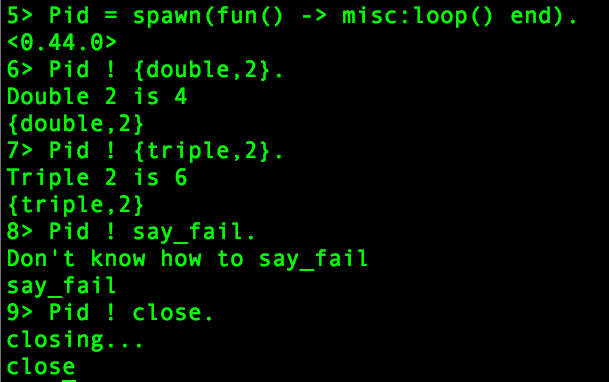 5> Pid = spawn(fun() -> misc:loop() end).
<0.44.0>
6> Pid ! {double,2}.
Double 2 is 4
{double,2}
7> Pid ! {triple,2}.
Triple 2 is 6
{triple,2}
8> Pid ! say_fail.
Don't know how to say_fail
say_fail
9> Pid ! close.
closing...
close